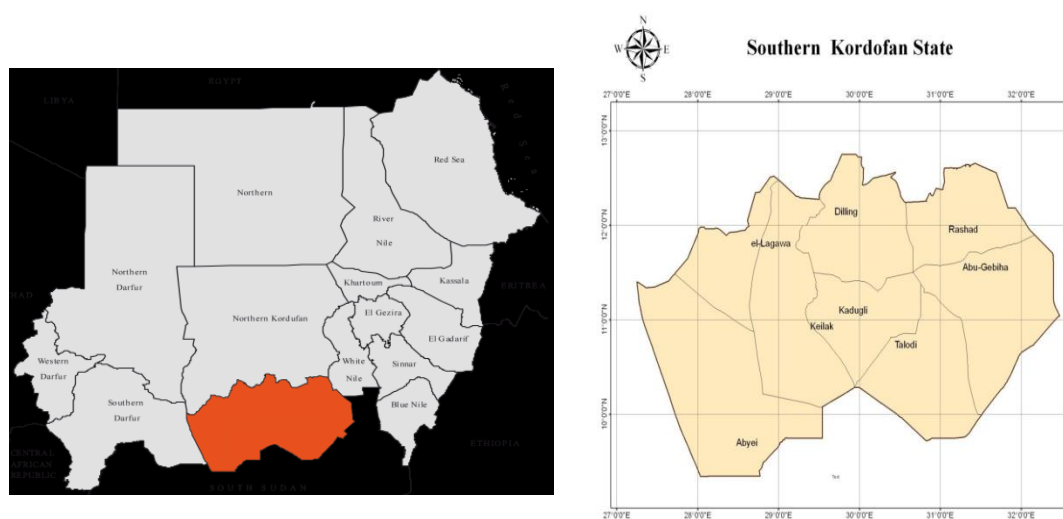 EGYPT
LIBYA
Red Sea
Red Sea
Northern
River
Nile
Northern
Darfur
Kassala
Khartoum
HAD
ERITREA
Northern Kordufan
El Gezira
El Gadarif
Western
Darfur
White
Nile
Sinnar
Southern
Darfur
Blue Nile
CENTRAL
AFRICAN
REPUBLIC
ETHIOPIA
SOUTH SUDAN
N
W E
S
Southern Kordofan State
27°0'0"E 28°0'0"E 29°0'0"E 30°0'0"E 31°0'0"E 32°0'0"E
13°0'0"N
12°0'0"N
11°0'0"N
10°0'0"N
Dilling
Rashad
el-Lagawa
Abu-Gebiha
Kadugli
Keilak
Talodi
Abyei
Text
27°0'0"E 28°0'0"E 29°0'0"E 30°0'0"E 31°0'0"E 32°0'0"E